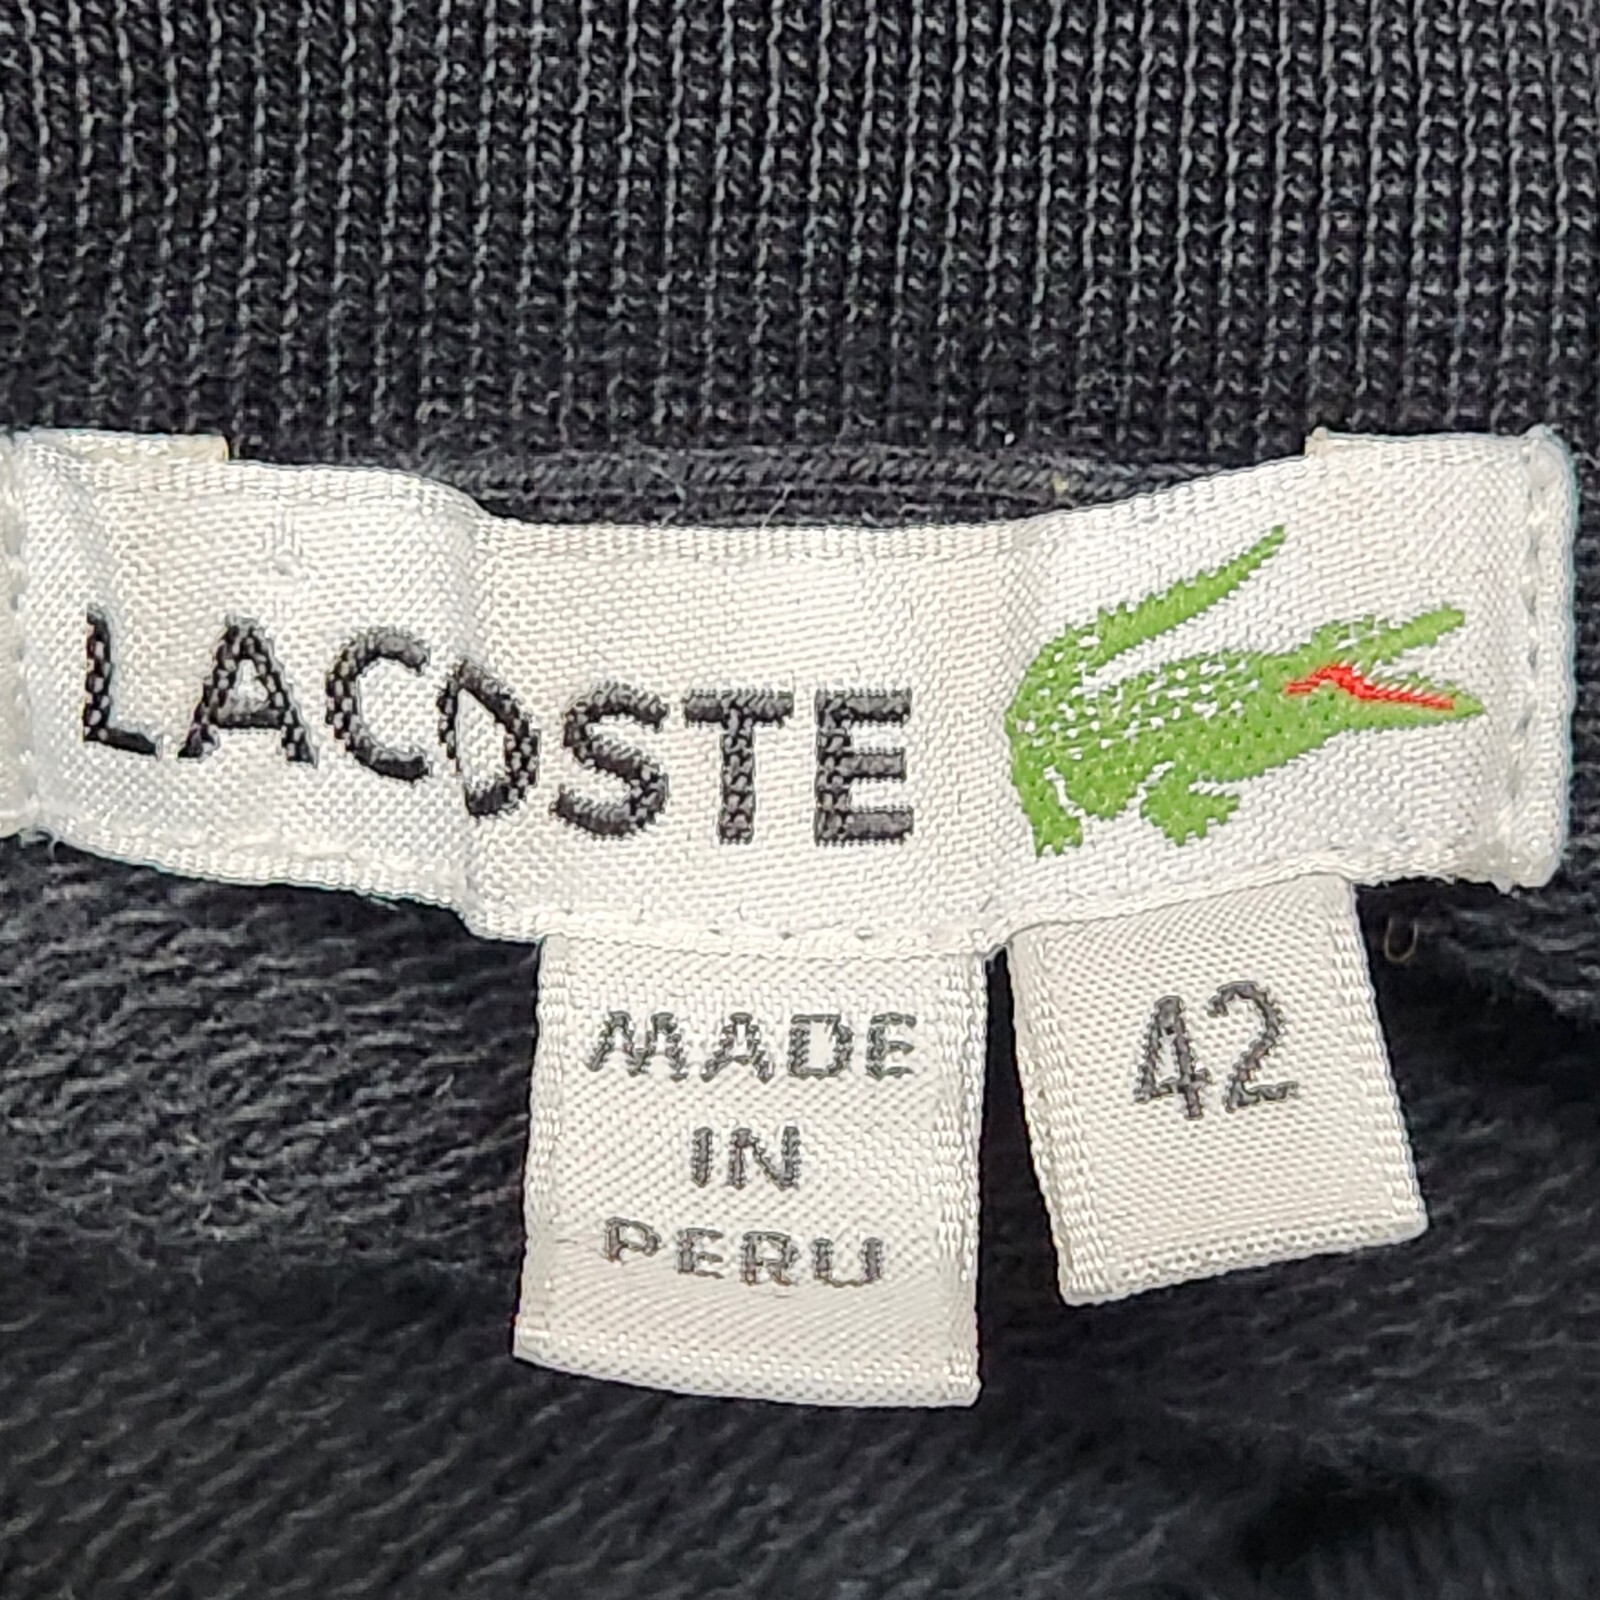 LACOSTE
MADE
IN
PERU
42